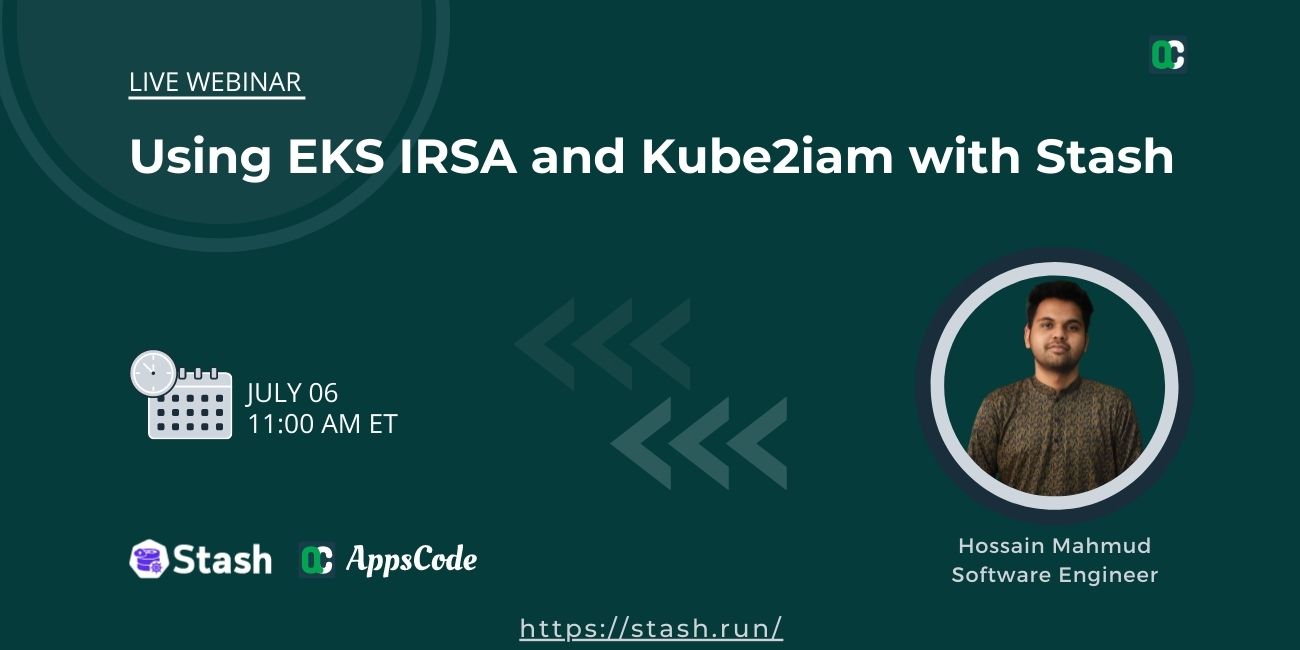 LIVE WEBINAR
Using EKS IRSA and Kube2iam with Stash
JULY 06
11:00 AM ET
Stash
AppsCode
Hossain Mahmud
Software Engineer
https://stash.run/